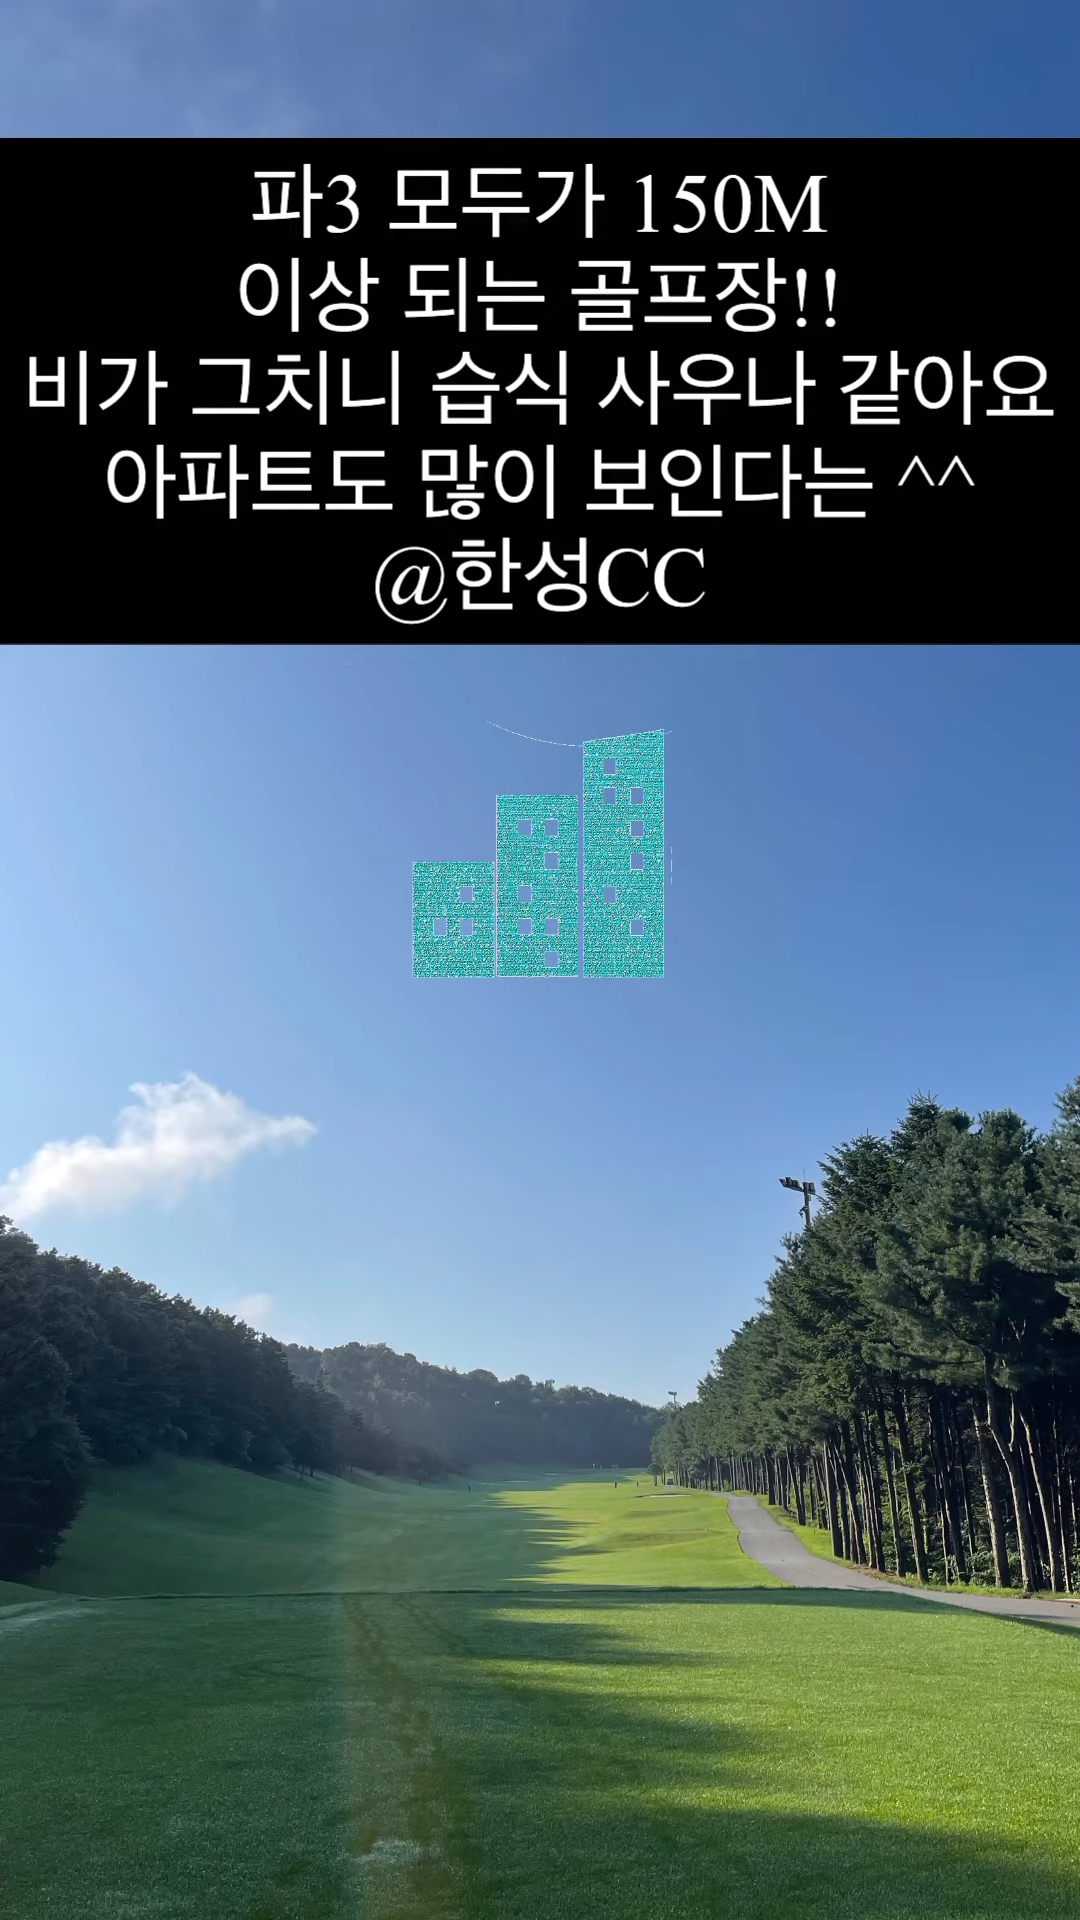 파3 모두가 150M
이상 되는 골프장!!
비가 그치니 습식 사우나 같아요
아파트도 많이 보인다는 ^^
@한성CC